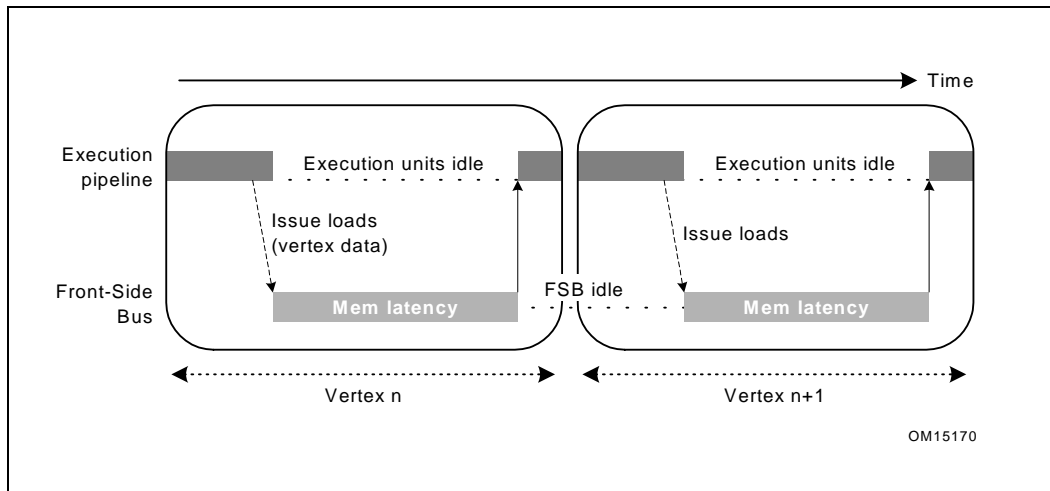 Time
Execution
pipeline
Execution units idle
Execution units idle
Issue loads
(vertex data)
Issue loads
Front-Side
Bus
Mem latency
FSB idle
Mem latency
Vertex n
Vertex n+1
OM15170